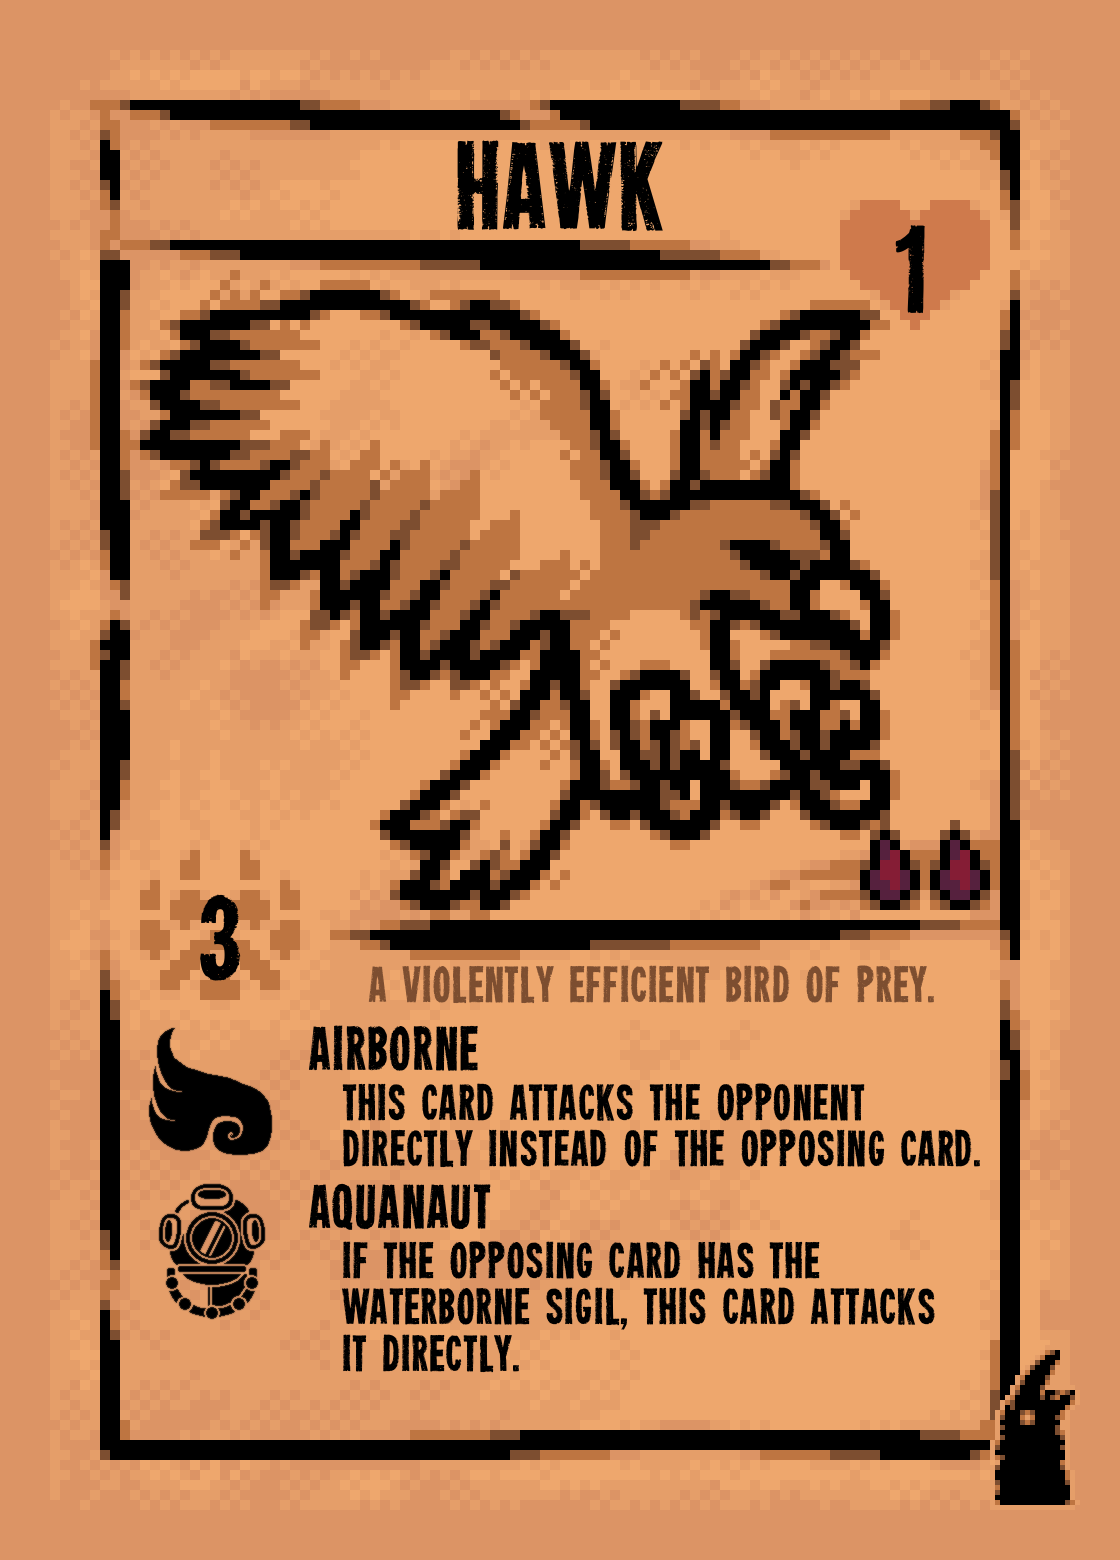 HAWK
1
3
A VIOLENTLY EFFICIENT BIRD OF PREY.
AIRBORNE
THIS CARD ATTACKS THE OPPONENT
DIRECTLY INSTEAD OF THE OPPOSING CARD.
AQUANAUT
IF THE OPPOSING CARD HAS THE
WATERBORNE SIGIL, THIS CARD ATTACKS
IT DIRECTLY.